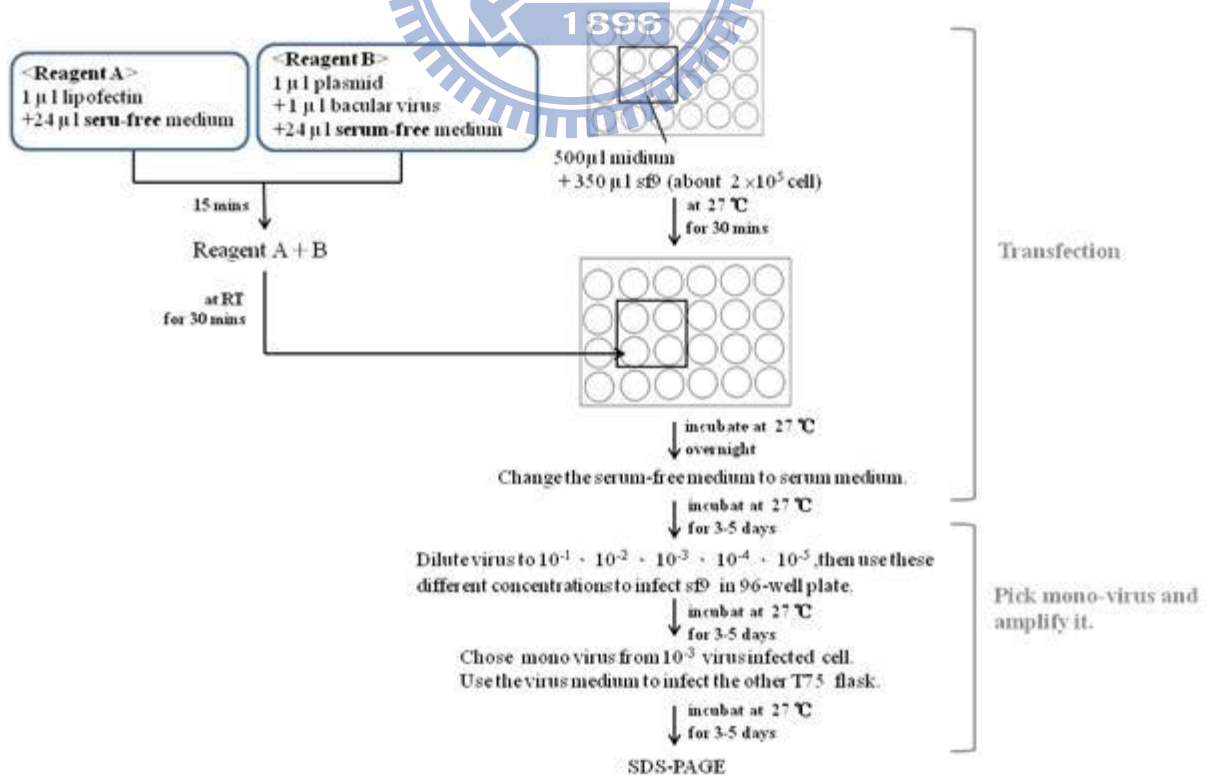 1896
<Reagent A>
1 μl lipofectin
+24 μl seru-free medium
<Reagent B>
1 μl plasmid
+1 μl bacular virus
+24 μl serum-free medium
500μl midium
+350 μl sf9 (about 2×10⁵ cell)
15 mins
at 27 ℃
for 30 mins
Reagent A + B
at RT
for 30 mins
Transfection
incubate at 27 ℃
overnight
Change the serum-free medium to serum medium.
incubat at 27 ℃
for 3-5 days
Dilute virus to 10⁻¹、10⁻²、10⁻³、10⁻⁴、10⁻⁵,then use these
different concentrations to infect sf9 in 96-well plate.
incubat at 27 ℃
for 3-5 days
Pick mono-virus and
amplify it.
Chose mono virus from 10⁻³ virus infected cell.
Use the virus medium to infect the other T75 flask.
incubat at 27 ℃
for 3-5 days
SDS-PAGE